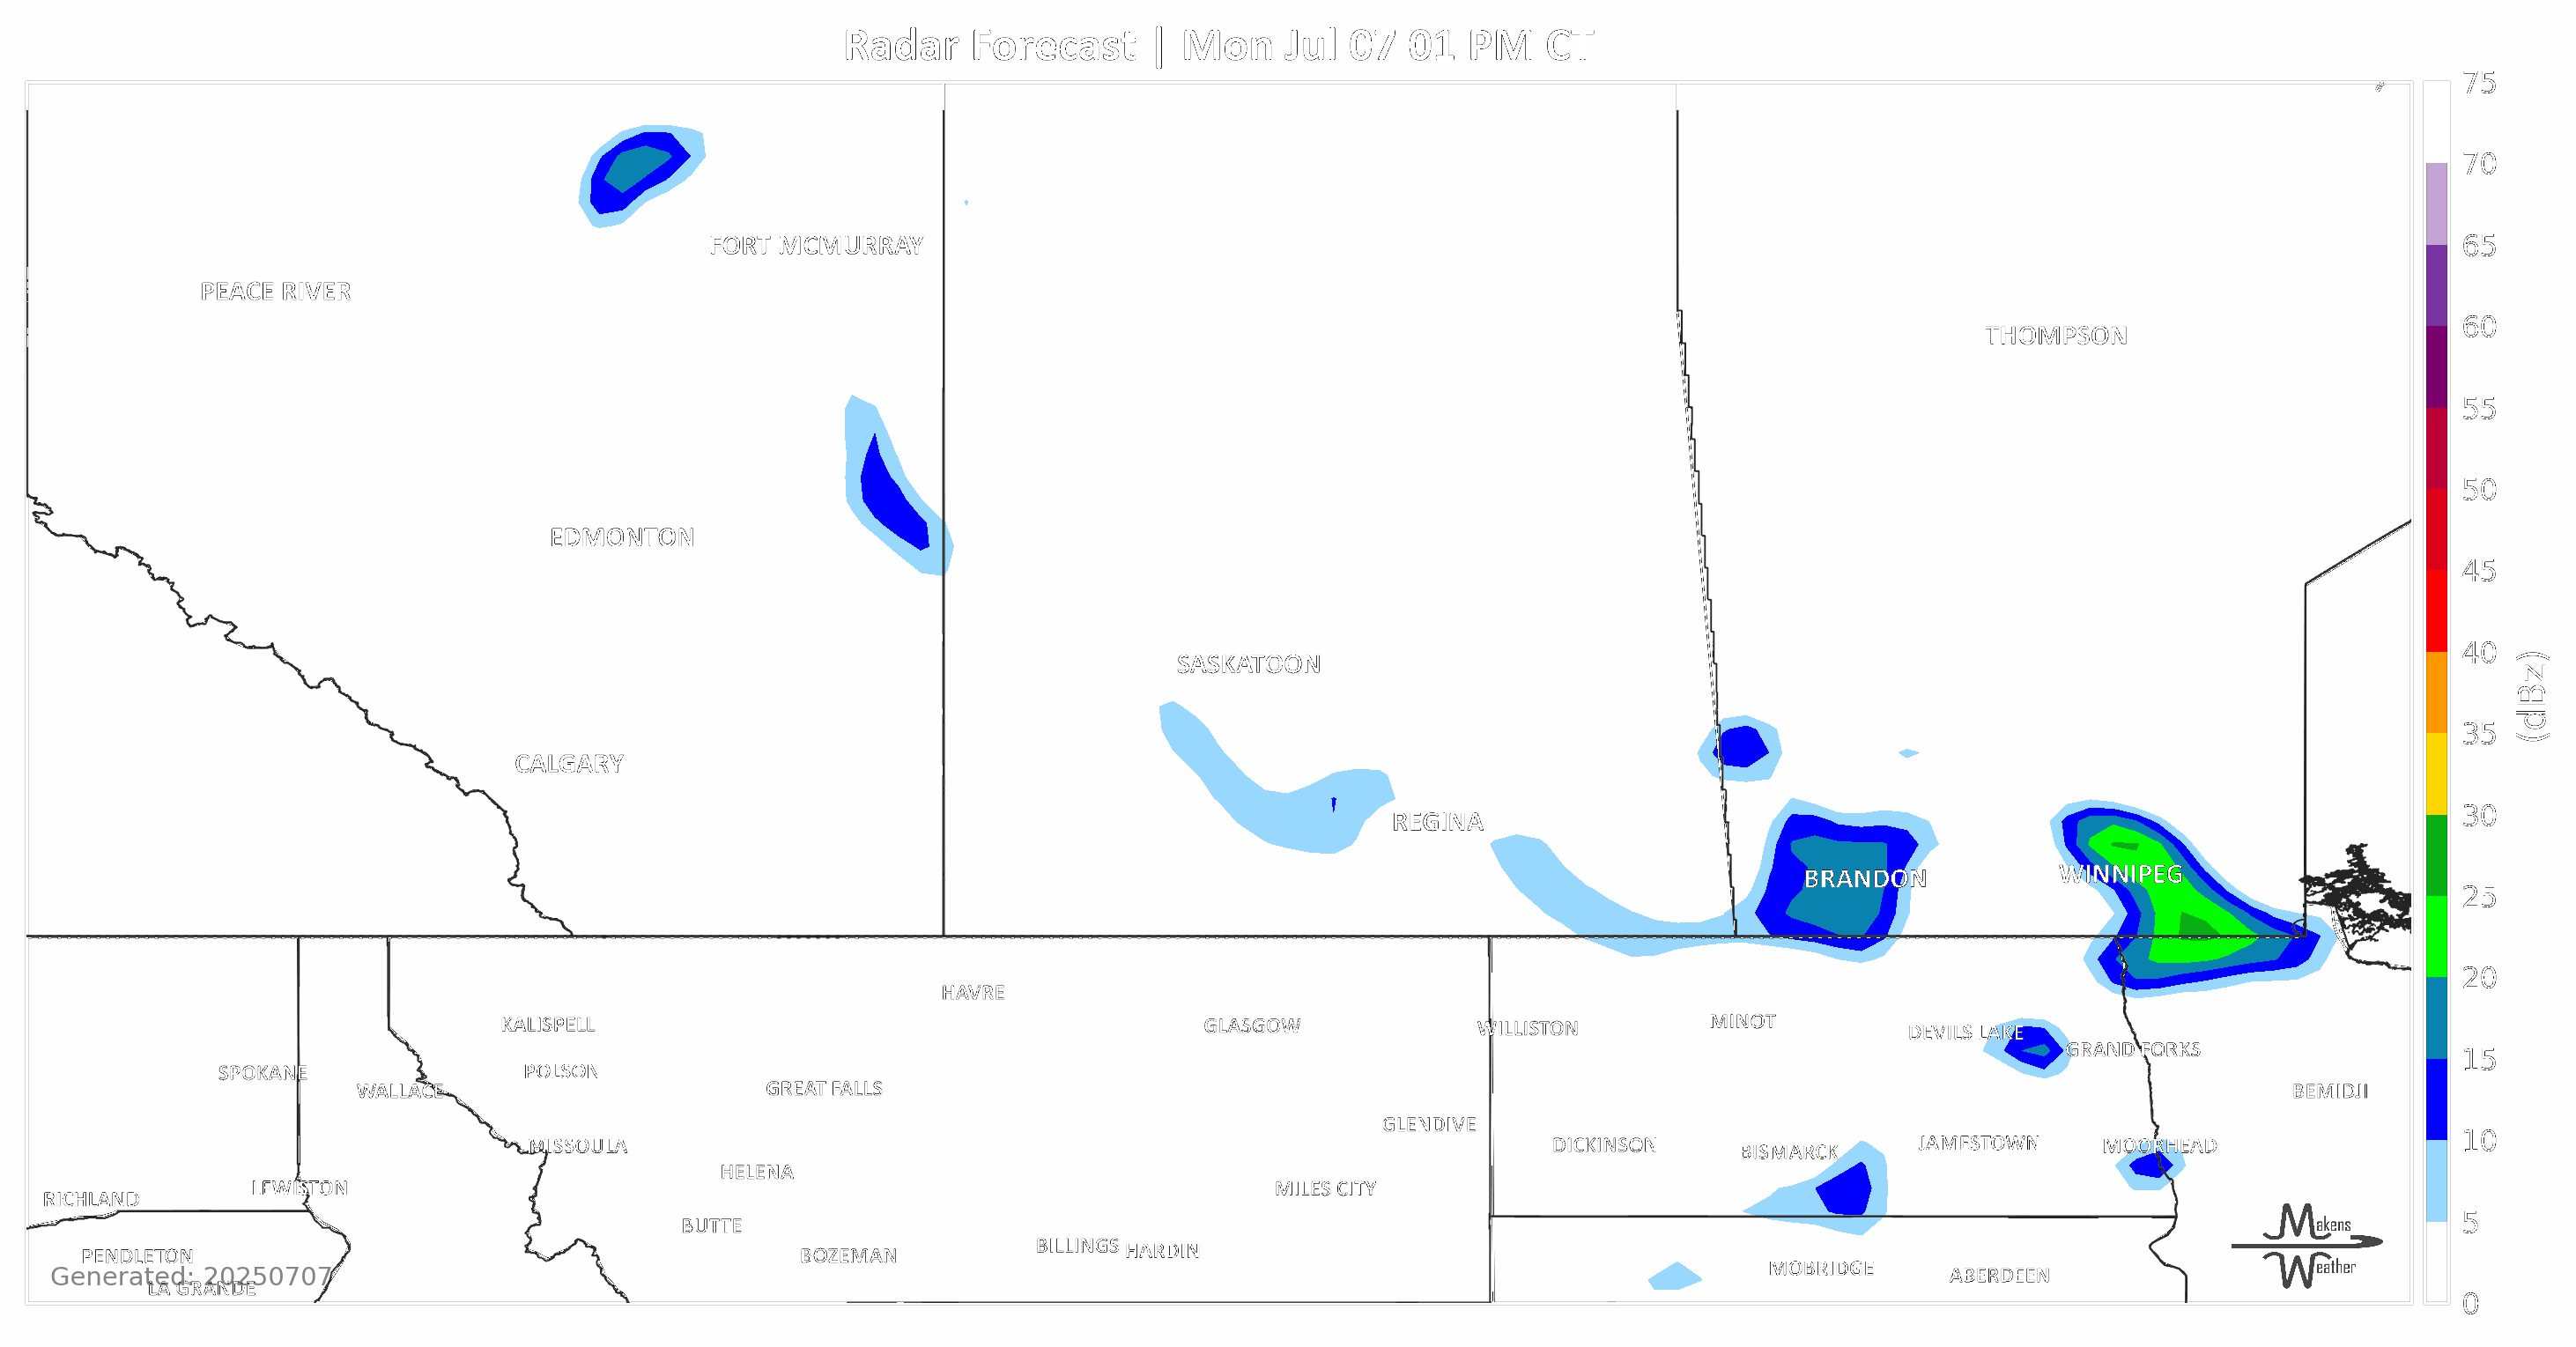 Radar Forecast | Mon Jul 07 01 PM CT
75
70
FORT MCMURRAY
65
PEACE RIVER
60
THOMPSON
55
50
EDMONTON
45
SASKATOON
40
(dBz)
35
CALGARY
30
REGINA
WINNIPEG
BRANDON
25
20
HAVRE
KALISPELL
GLASGOW
WILLISTON
MINOT
DEVILS LAKE
GRAND FORKS
15
SPOKANE
POLSON
WALLACE
GREAT FALLS
BEMIDJI
GLENDIVE
10
MISSOULA
DICKINSON
BISMARCK
JAMESTOWN
MOORHEAD
HELENA
LEWISTON
MILES CITY
RICHLAND
5
BUTTE
Makens
Weather
PENDLETON
BOZEMAN
BILLINGS
HARDIN
MOBRIDGE
ABERDEEN
Generated: 20250707
LA GRANDE
0